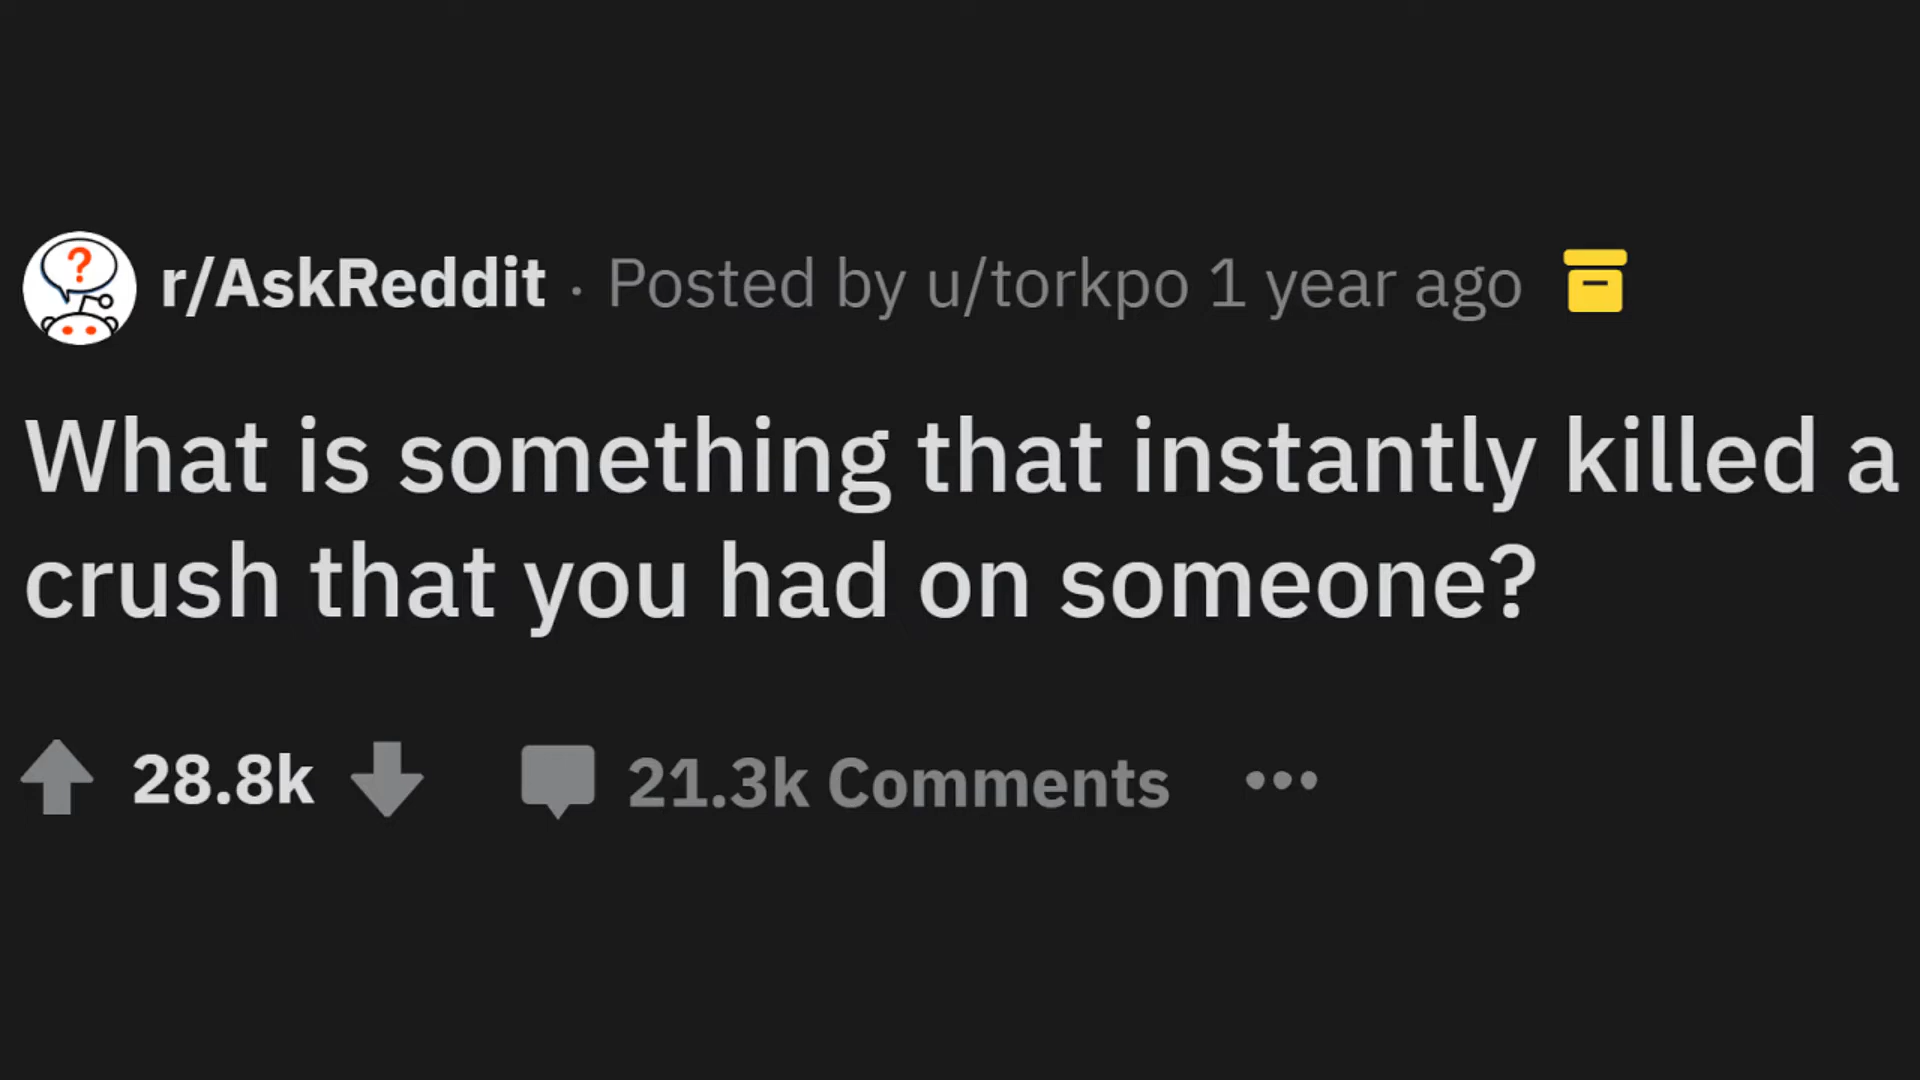 r/AskReddit · Posted by u/torkpo 1 year ago
What is something that instantly killed a
crush that you had on someone?
28.8k 21.3k Comments